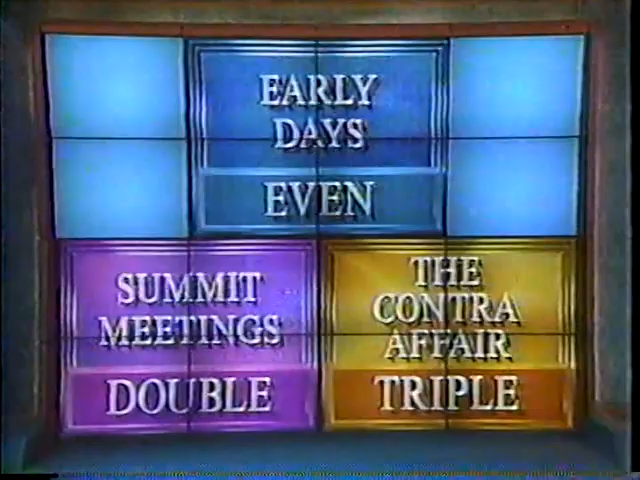 EARLY
DAYS
EVEN
SUMMIT
MEETINGS
DOUBLE
THE
CONTRA
AFFAIR
TRIPLE